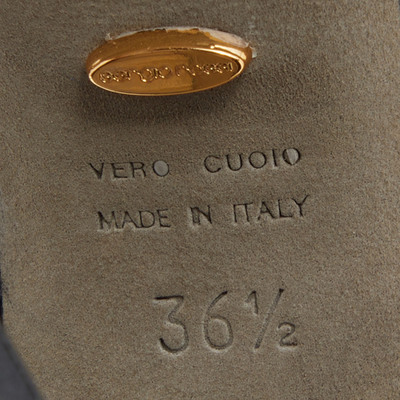 VERO CUOIO
MADE IN ITALY
36½